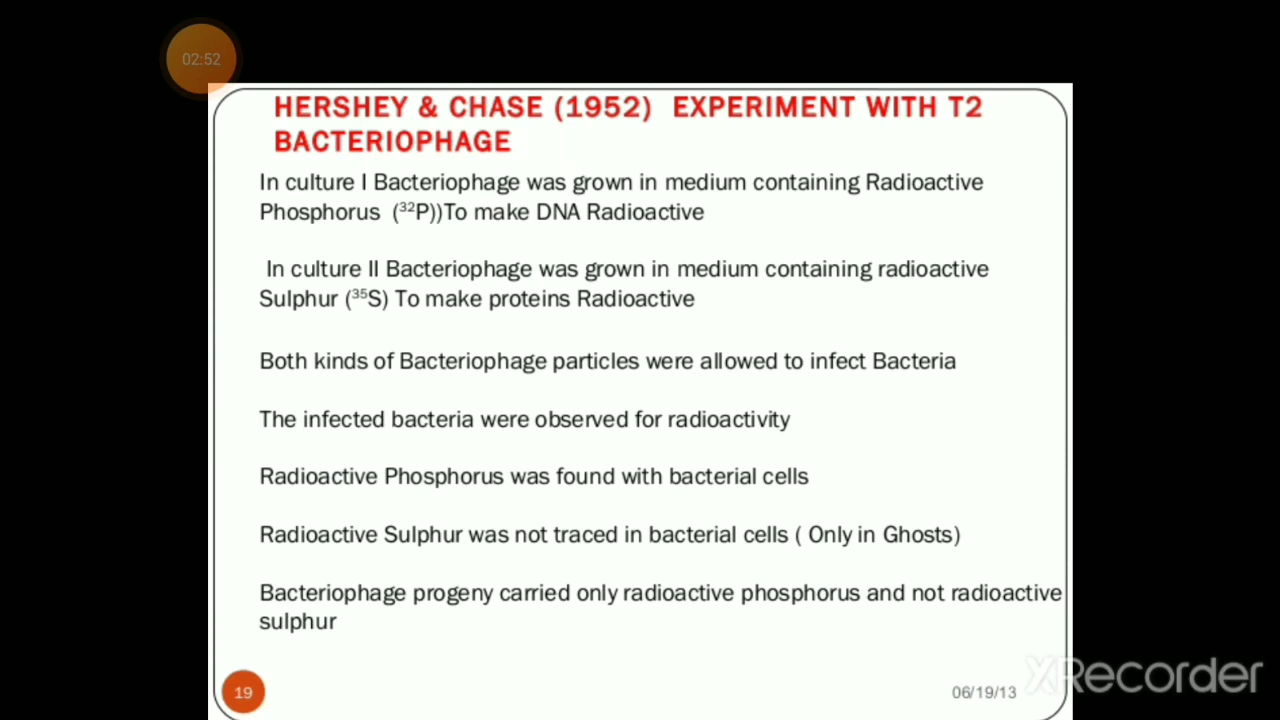 02:52
HERSHEY & CHASE (1952) EXPERIMENT WITH T2
BACTERIOPHAGE
In culture I Bacteriophage was grown in medium containing Radioactive
Phosphorus (³²P))To make DNA Radioactive
In culture II Bacteriophage was grown in medium containing radioactive
Sulphur (³⁵S) To make proteins Radioactive
Both kinds of Bacteriophage particles were allowed to infect Bacteria
The infected bacteria were observed for radioactivity
Radioactive Phosphorus was found with bacterial cells
Radioactive Sulphur was not traced in bacterial cells ( Only in Ghosts)
Bacteriophage progeny carried only radioactive phosphorus and not radioactive
sulphur
19
06/19/13
XRecorder